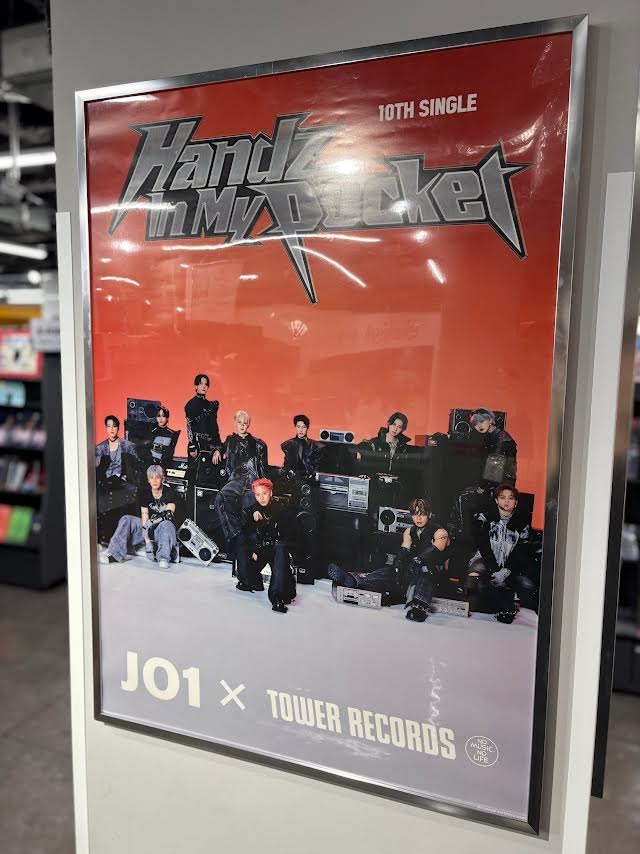 10TH SINGLE
Handz
In My Pocket
JO1 × TOWER RECORDS
NO
MUSIC,
NO
LIFE.